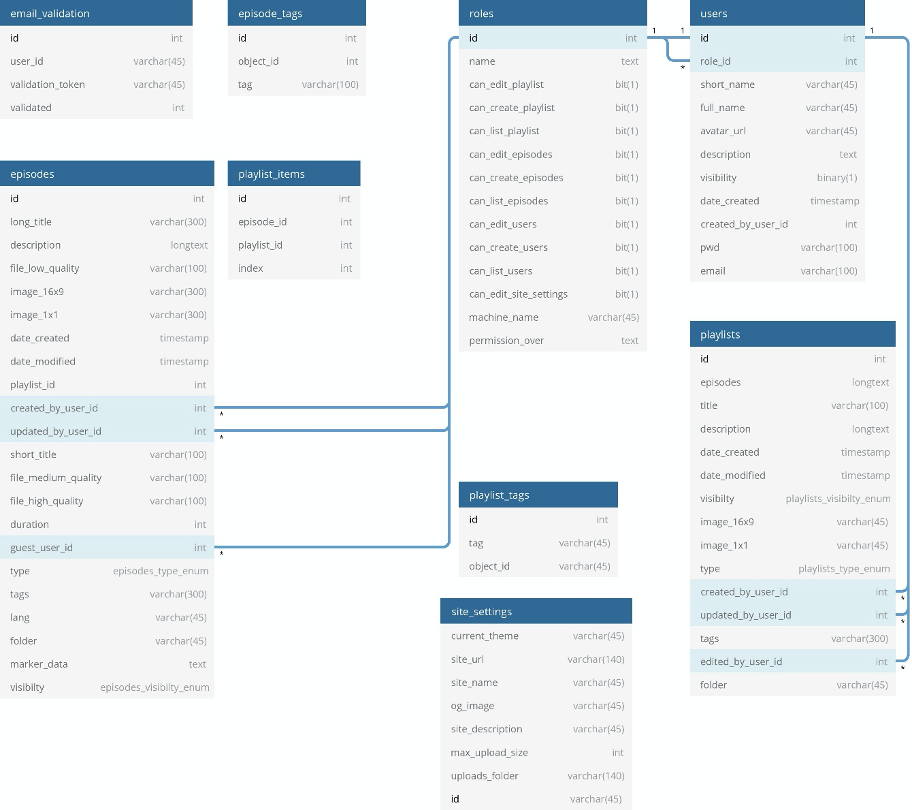 email_validation
id int
user_id varchar(45)
validation_token varchar(45)
validated int
episode_tags
id int
object_id int
tag varchar(100)
roles
id int
name text
can_edit_playlist bit(1)
can_create_playlist bit(1)
can_list_playlist bit(1)
can_edit_episodes bit(1)
can_create_episodes bit(1)
can_list_episodes bit(1)
can_edit_users bit(1)
can_create_users bit(1)
can_list_users bit(1)
can_edit_site_settings bit(1)
machine_name varchar(45)
permission_over text
1
1
*
users
id int
role_id int
short_name varchar(45)
full_name varchar(45)
avatar_url varchar(45)
description text
visibility binary(1)
date_created timestamp
created_by_user_id int
pwd varchar(100)
email varchar(100)
1
episodes
id int
long_title varchar(300)
description longtext
file_low_quality varchar(100)
image_16x9 varchar(300)
image_1x1 varchar(300)
date_created timestamp
date_modified timestamp
playlist_id int
created_by_user_id int
*
updated_by_user_id int
*
short_title varchar(100)
file_medium_quality varchar(100)
file_high_quality varchar(100)
duration int
guest_user_id int
*
type episodes_type_enum
tags varchar(300)
lang varchar(45)
folder varchar(45)
marker_data text
visibilty episodes_visibilty_enum
playlist_items
id int
episode_id int
playlist_id int
index int
playlist_tags
id int
tag varchar(45)
object_id varchar(45)
site_settings
current_theme varchar(45)
site_url varchar(140)
site_name varchar(45)
og_image varchar(45)
site_description varchar(45)
max_upload_size int
uploads_folder varchar(140)
id varchar(45)
playlists
id int
episodes longtext
title varchar(100)
description longtext
date_created timestamp
date_modified timestamp
visibilty playlists_visibilty_enum
image_16x9 varchar(45)
image_1x1 varchar(45)
type playlists_type_enum
created_by_user_id int
*
updated_by_user_id int
*
tags varchar(300)
edited_by_user_id int
*
folder varchar(45)